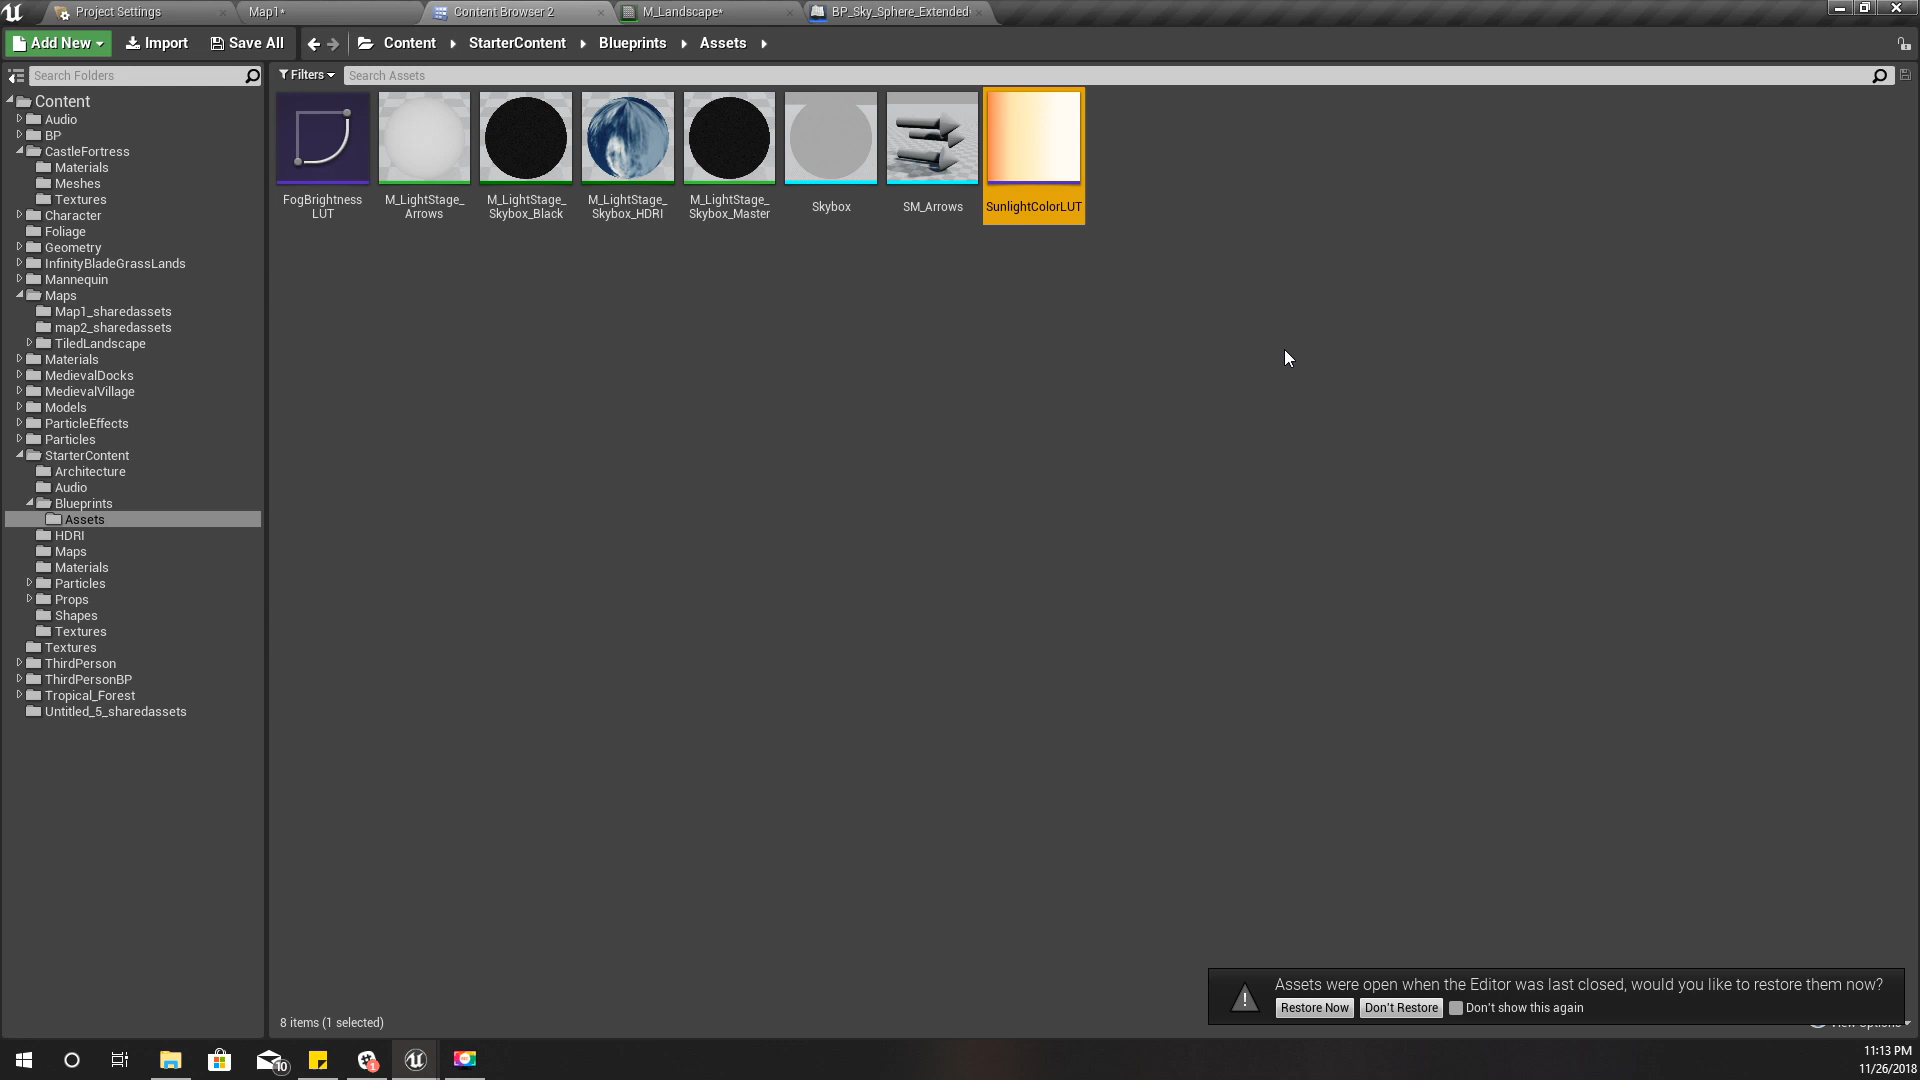 Project Settings
Map1*
Content Browser 2
M_Landscape*
BP_Sky_Sphere_Extended
Add New
Import
Save All
Content
StarterContent
Blueprints
Assets
Search Folders
Filters
Search Assets
Content
Audio
BP
CastleFortress
Materials
Meshes
Textures
Character
Foliage
Geometry
InfinityBladeGrassLands
Mannequin
Maps
Map1_sharedassets
map2_sharedassets
TiledLandscape
Materials
MedievalDocks
MedievalVillage
Models
ParticleEffects
Particles
StarterContent
Architecture
Audio
Blueprints
Assets
HDRI
Maps
Materials
Particles
Props
Shapes
Textures
Textures
ThirdPerson
ThirdPersonBP
Tropical_Forest
Untitled_5_sharedassets
FogBrightness
LUT
M_LightStage_
Arrows
M_LightStage_
Skybox_Black
M_LightStage_
Skybox_HDRI
M_LightStage_
Skybox_Master
Skybox
SM_Arrows
SunlightColorLUT
8 items (1 selected)
Assets were open when the Editor was last closed, would you like to restore them now?
Restore Now
Don't Restore
Don't show this again
View Options
10
1
11:13 PM
11/26/2018